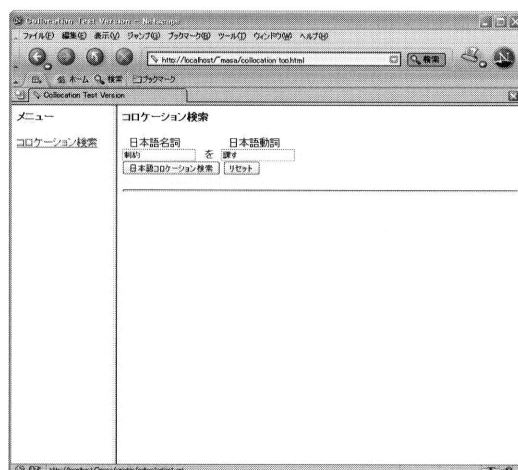 Collocation Test Version - Netscape
ファイル(F) 編集(E) 表示(V) ジャンプ(G) ブックマーク(B) ツール(T) ウィンドウ(W) ヘルプ(H)
http://localhost/~masa/collocation top.html 検索
ホーム 検索 ブックマーク
Collocation Test Version
メニュー
コロケーション検索
コロケーション検索
日本語名詞 日本語動詞
制約 を 課す
日本語コロケーション検索 リセット